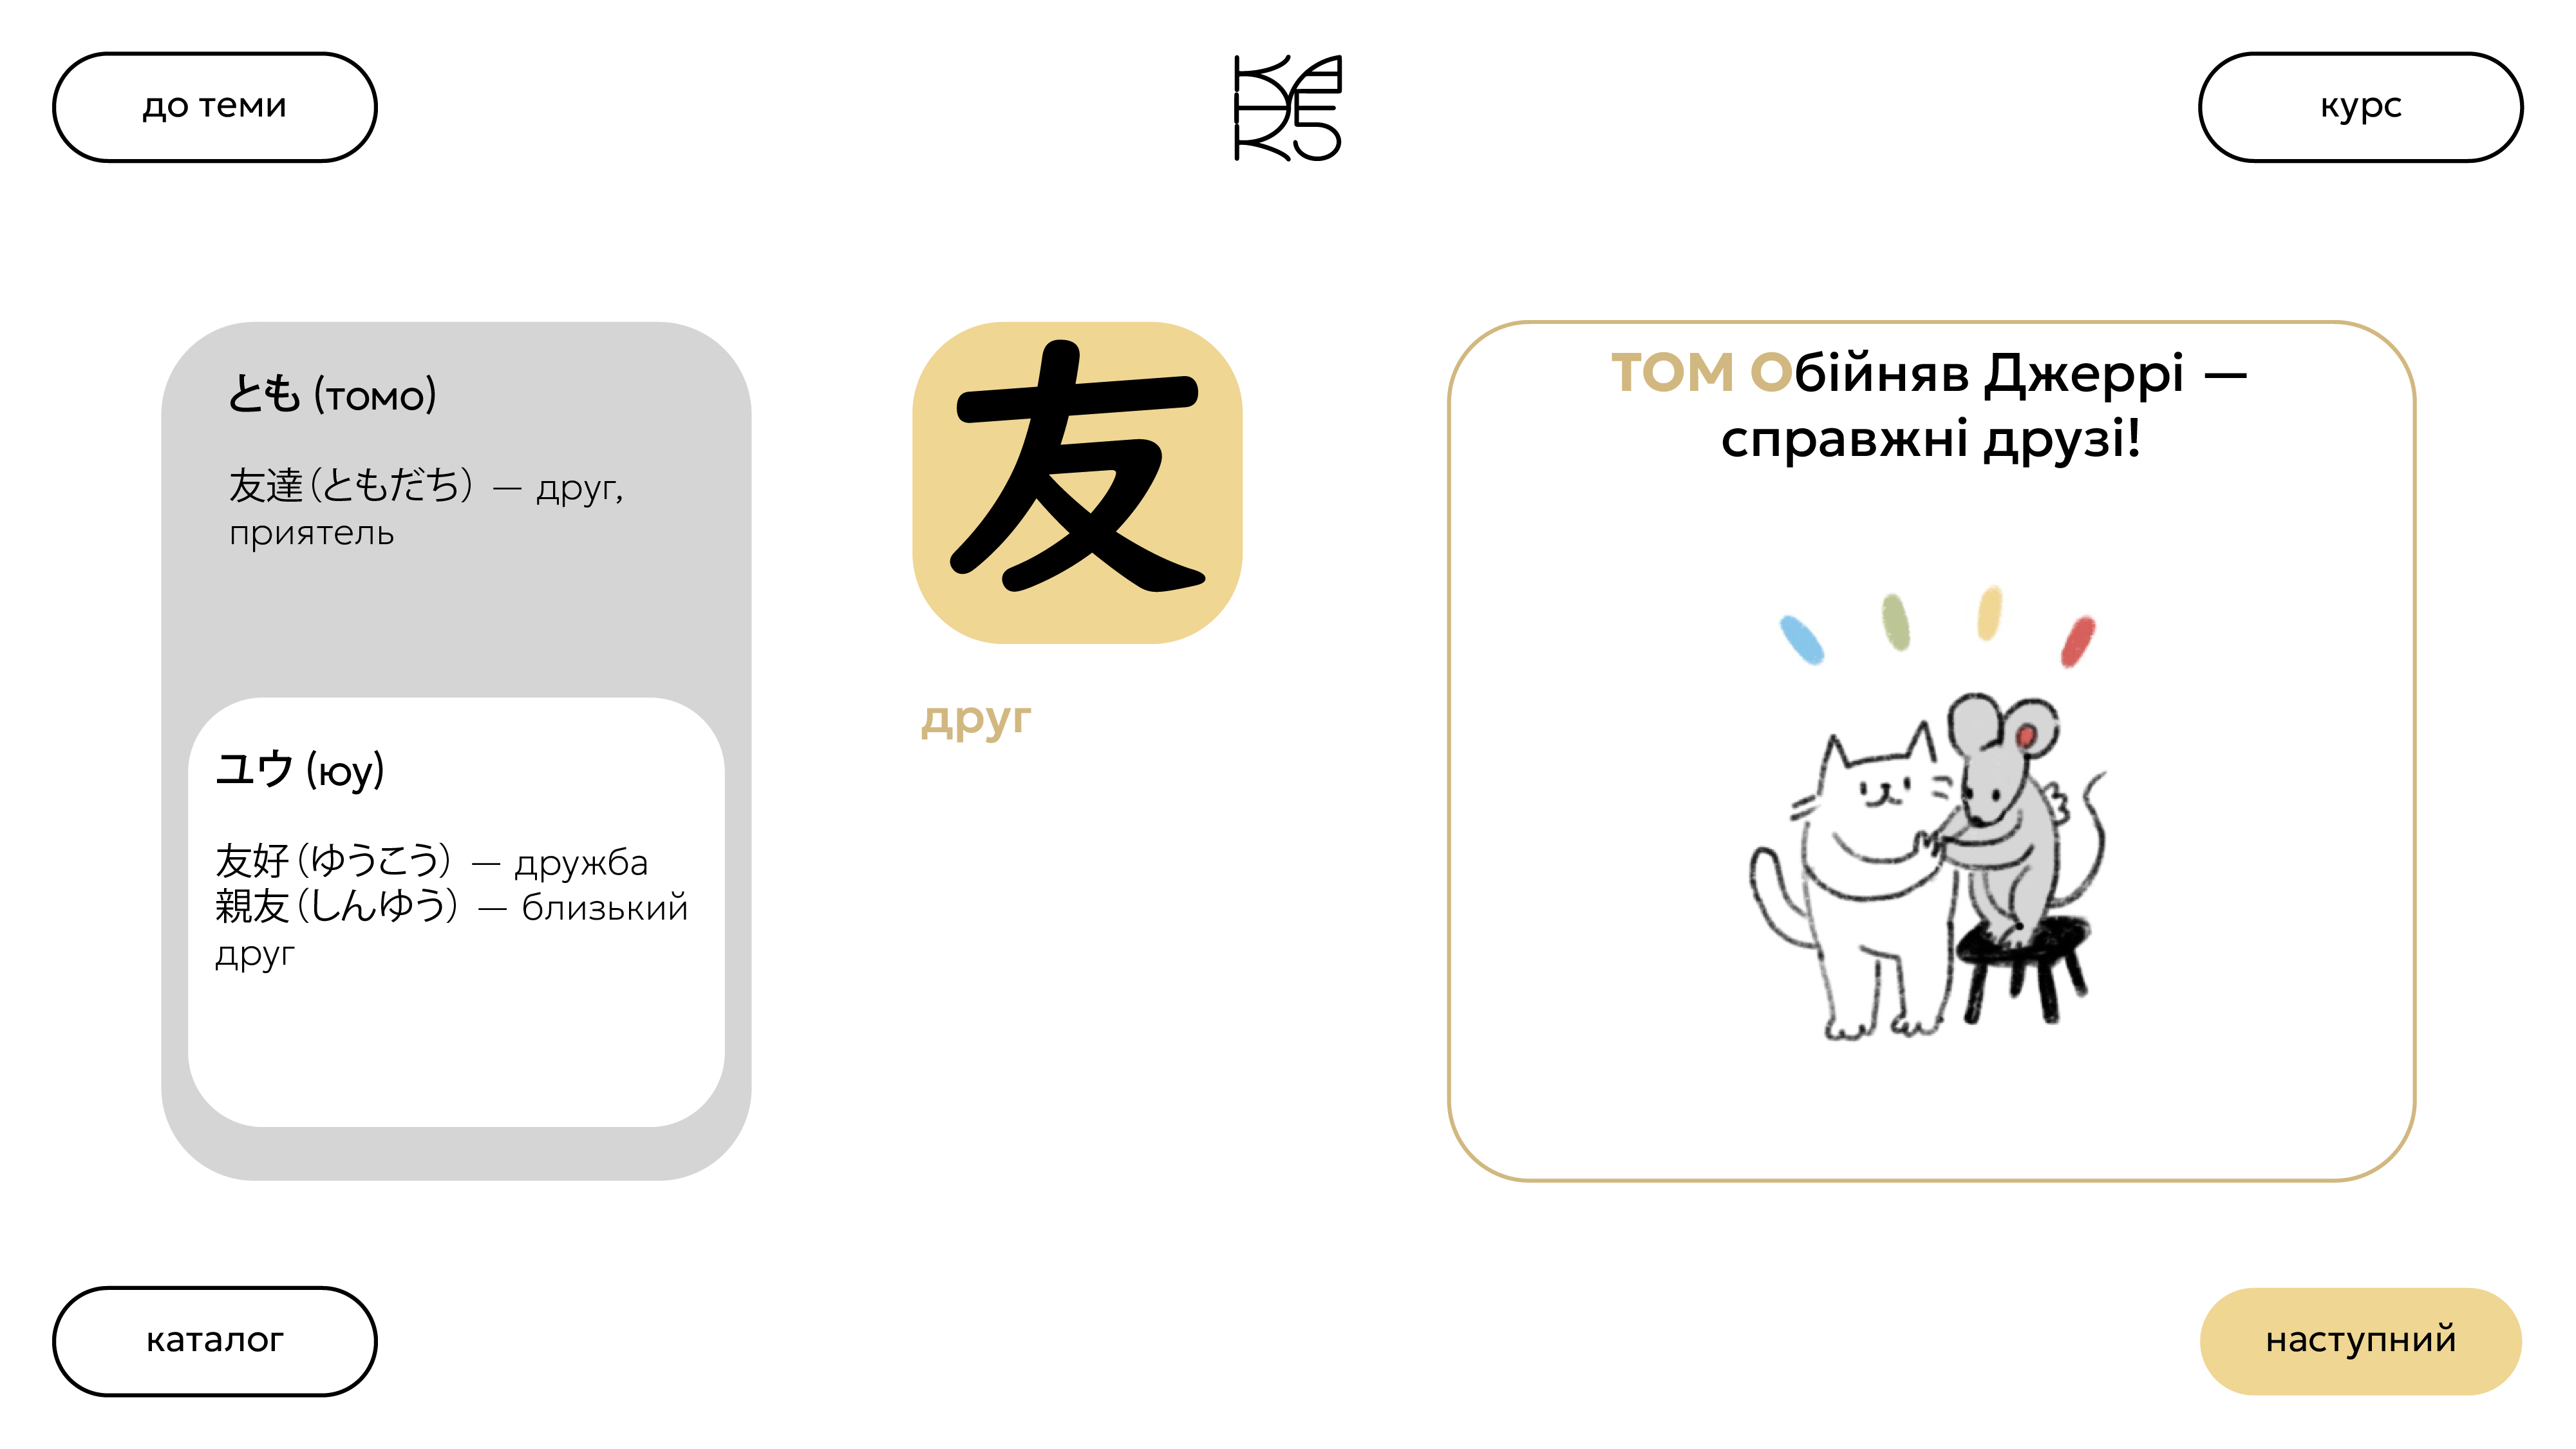 до теми
курс
とも (томо)
友達（ともだち） — друг,
приятель
ユウ (юу)
友好（ゆうこう） — дружба
親友（しんゆう） — близький
друг
友
друг
ТОМ Обійняв Джеррі —
справжні друзі!
каталог
наступний